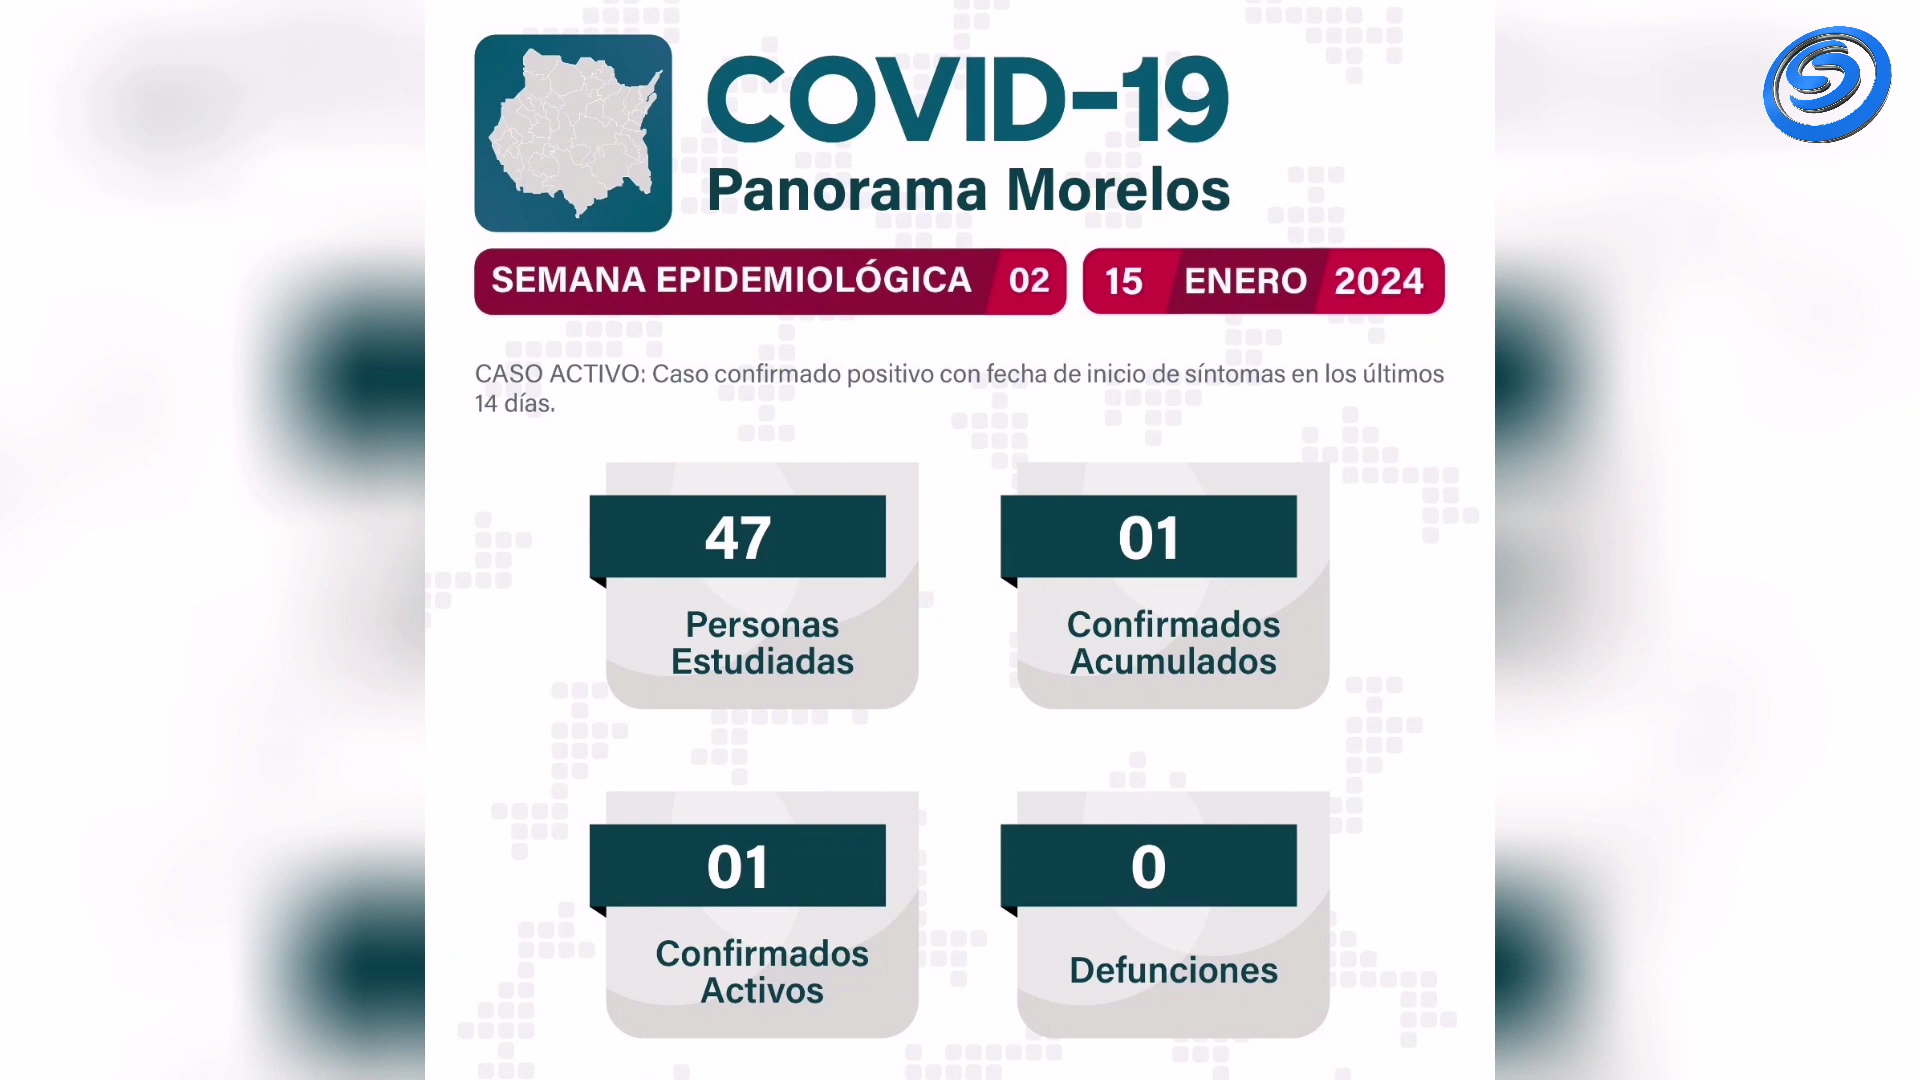 COVID-19
Panorama Morelos
SEMANA EPIDEMIOLÓGICA 02
15 ENERO 2024
CASO ACTIVO: Caso confirmado positivo con fecha de inicio de síntomas en los últimos
14 días.
47
Personas
Estudiadas
01
Confirmados
Acumulados
01
Confirmados
Activos
0
Defunciones